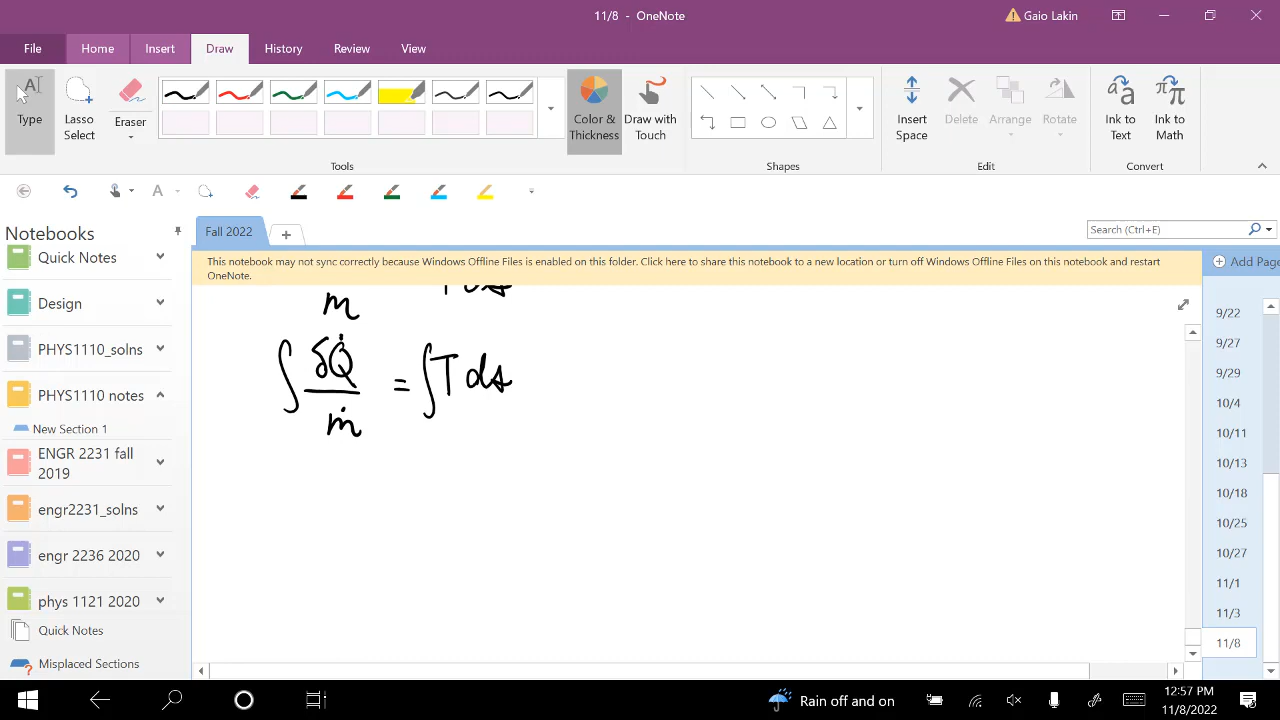 11/8 - OneNote
Gaio Lakin
File
Home
Insert
Draw
History
Review
View
Type
Lasso
Select
Eraser
Color &
Thickness
Draw with
Touch
Insert
Space
Delete
Arrange
Rotate
Ink to
Text
Ink to
Math
Tools
Shapes
Edit
Convert
Notebooks
Quick Notes
Design
PHYS1110_solns
PHYS1110 notes
New Section 1
ENGR 2231 fall
2019
engr2231_solns
engr 2236 2020
phys 1121 2020
Quick Notes
Misplaced Sections
Fall 2022
Search (Ctrl+E)
This notebook may not sync correctly because Windows Offline Files is enabled on this folder. Click here to share this notebook to a new location or turn off Windows Offline Files on this notebook and restart
OneNote.
Add Page
m
∫ δQ̇ / ṁ = ∫ T ds
9/22
9/27
9/29
10/4
10/11
10/13
10/18
10/25
10/27
11/1
11/3
11/8
Rain off and on
12:57 PM
11/8/2022